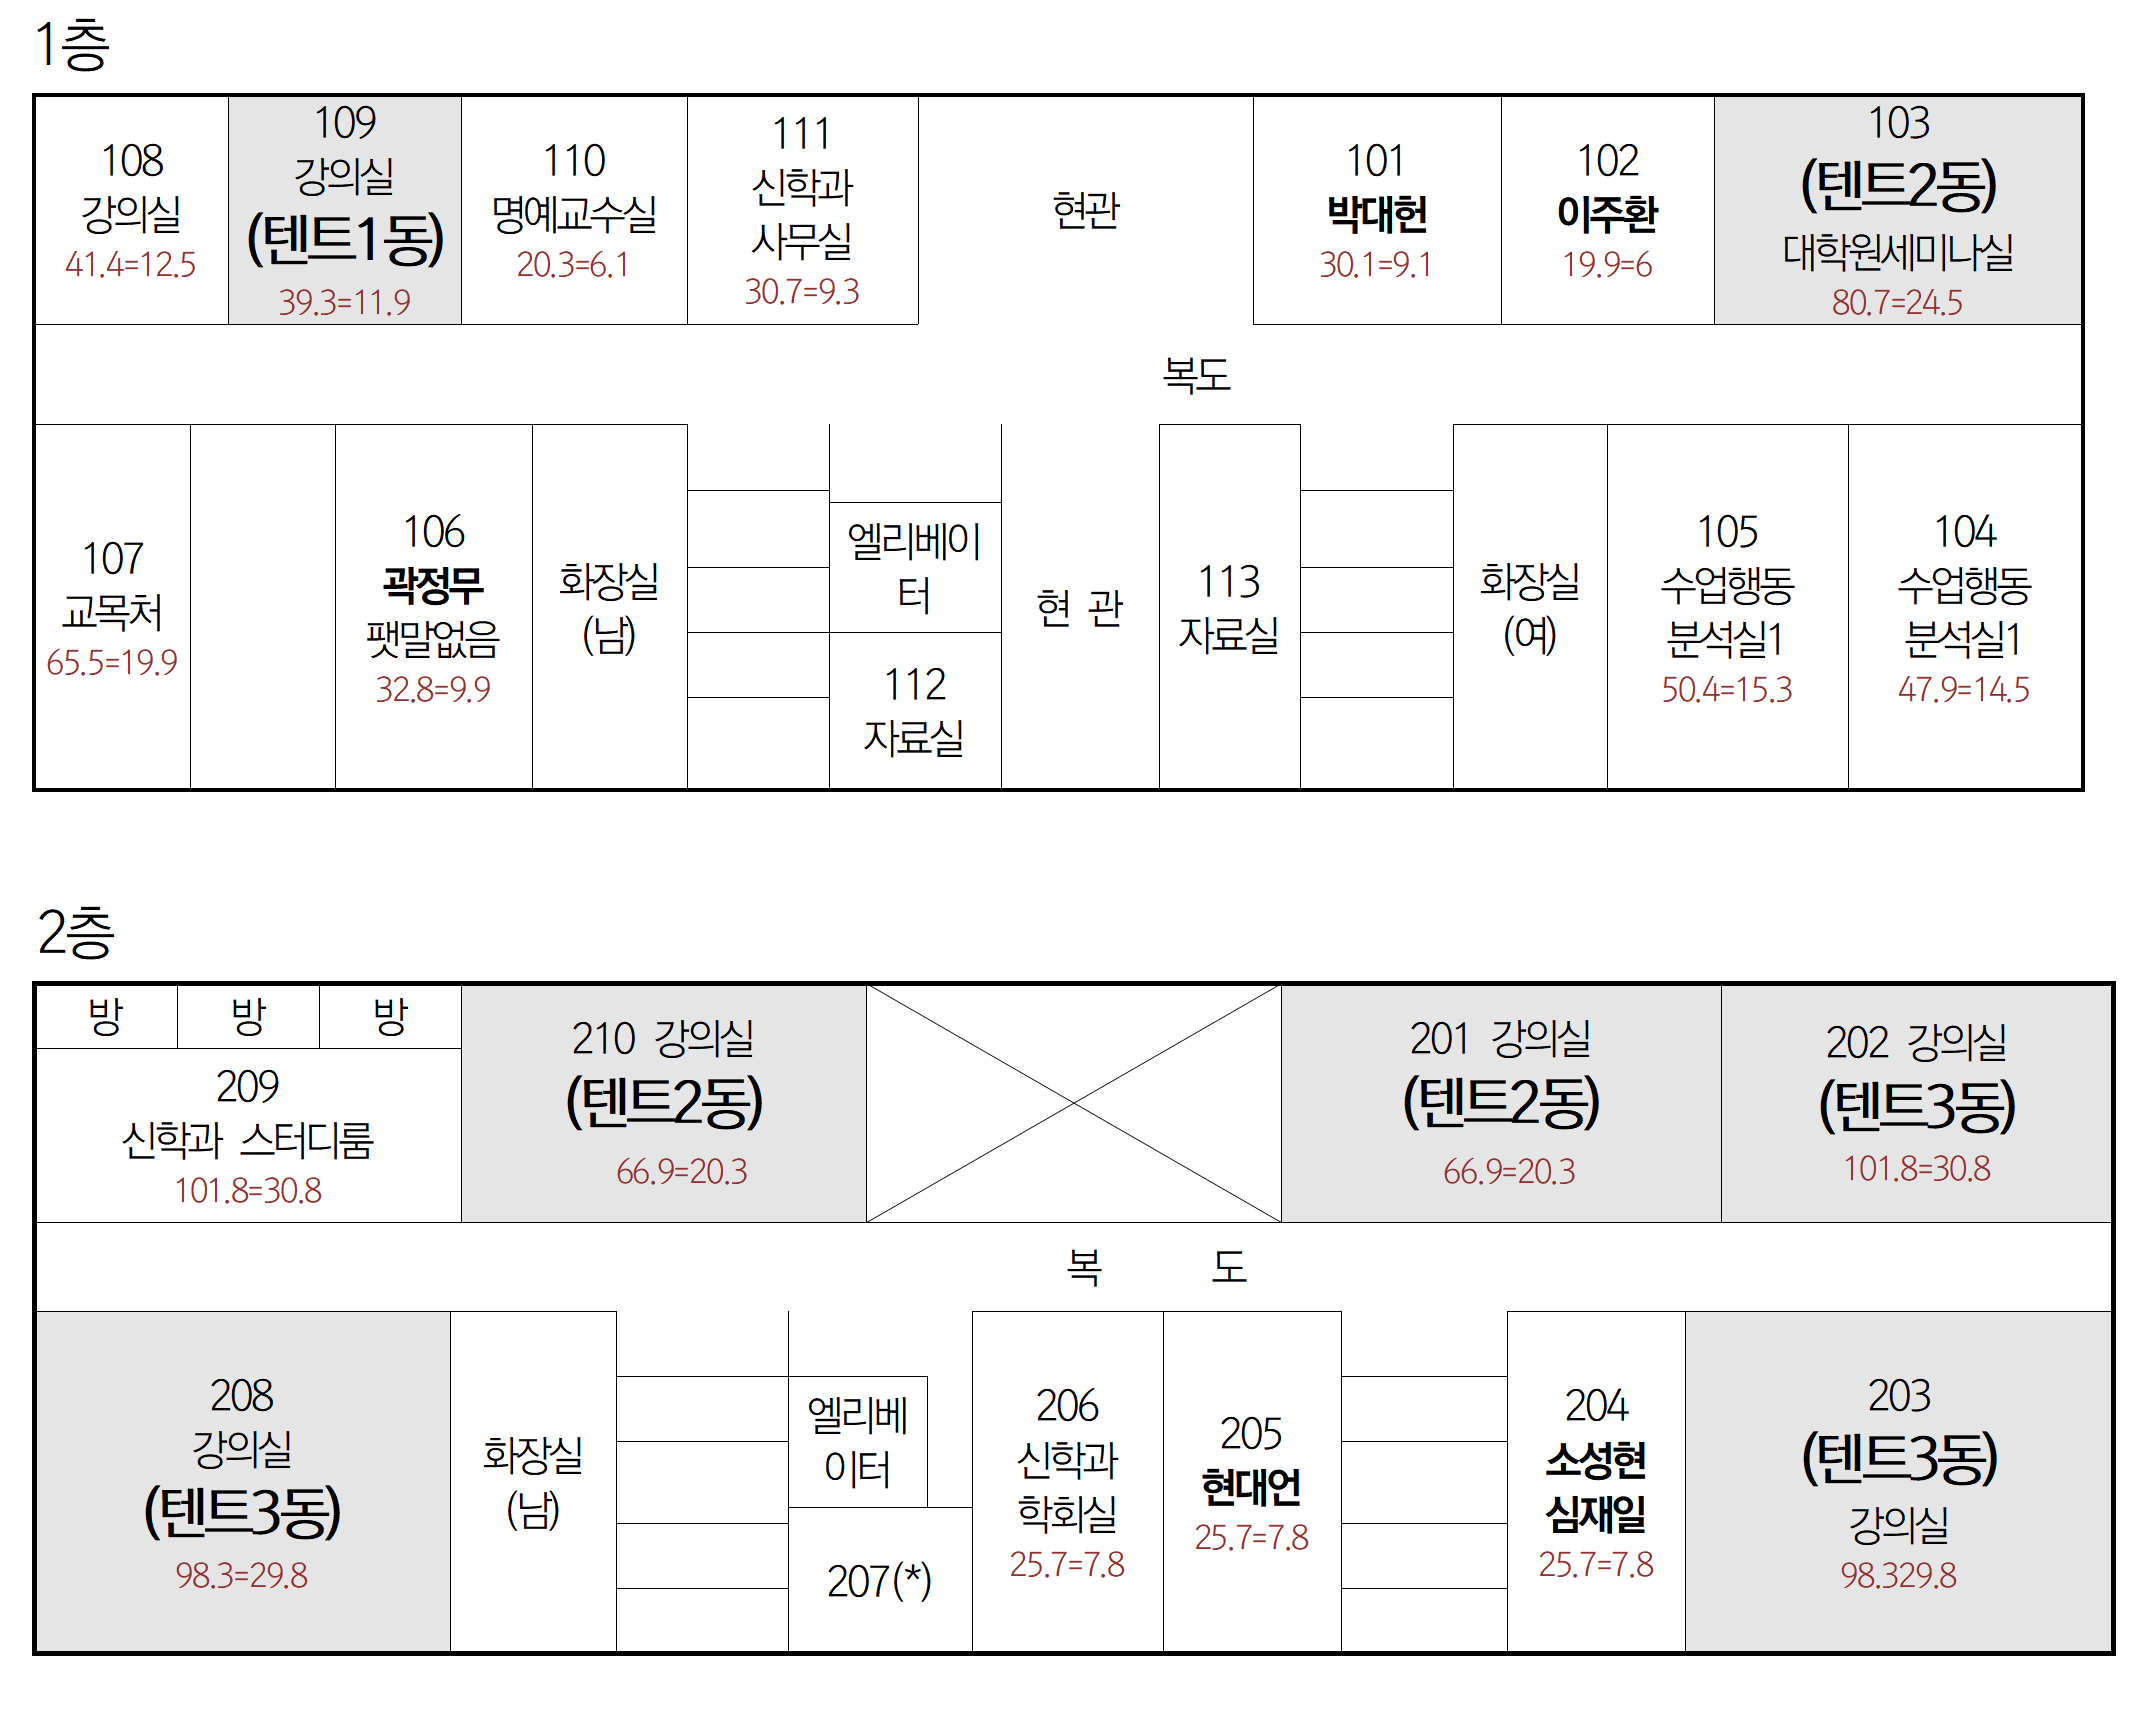 1층
108
강의실
41.4=12.5
109
강의실
(텐트1동)
39.3=11.9
110
명예교수실
20.3=6.1
111
신학과
사무실
30.7=9.3
현관
101
박대헌
30.1=9.1
102
이주환
19.9=6
103
(텐트2동)
대학원세미나실
80.7=24.5
복도
107
교목처
65.5=19.9
106
곽정무
팻말없음
32.8=9.9
화장실
(남)
엘리베이
터
112
자료실
현 관
113
자료실
화장실
(여)
105
수업행동
분석실1
50.4=15.3
104
수업행동
분석실1
47.9=14.5
2층
방 방 방
209
신학과 스터디룸
101.8=30.8
210 강의실
(텐트2동)
66.9=20.3
201 강의실
(텐트2동)
66.9=20.3
202 강의실
(텐트3동)
101.8=30.8
복 도
208
강의실
(텐트3동)
98.3=29.8
화장실
(남)
엘리베
이터
207(*)
206
신학과
학회실
25.7=7.8
205
현대언
25.7=7.8
204
소성현
심재일
25.7=7.8
203
(텐트3동)
강의실
98.329.8